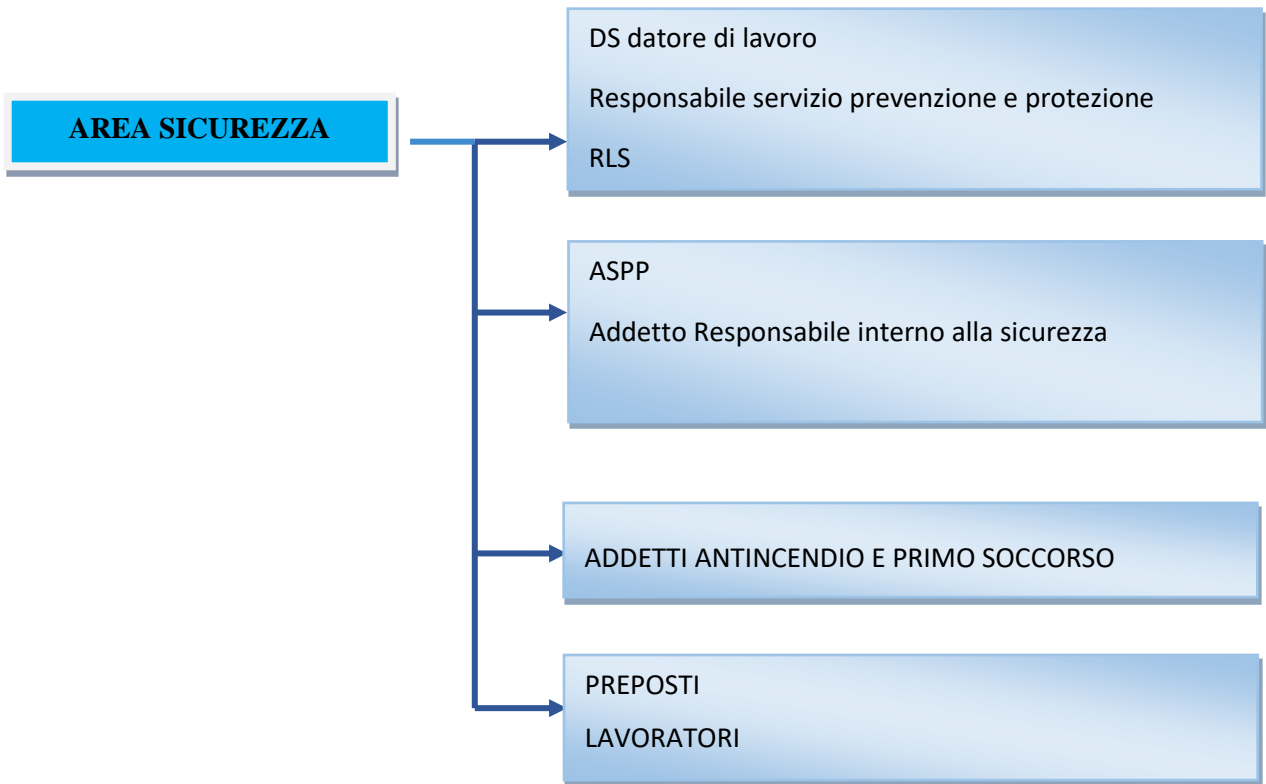 AREA SICUREZZA
DS datore di lavoro
Responsabile servizio prevenzione e protezione
RLS
ASPP
Addetto Responsabile interno alla sicurezza
ADDETTI ANTINCENDIO E PRIMO SOCCORSO
PREPOSTI
LAVORATORI